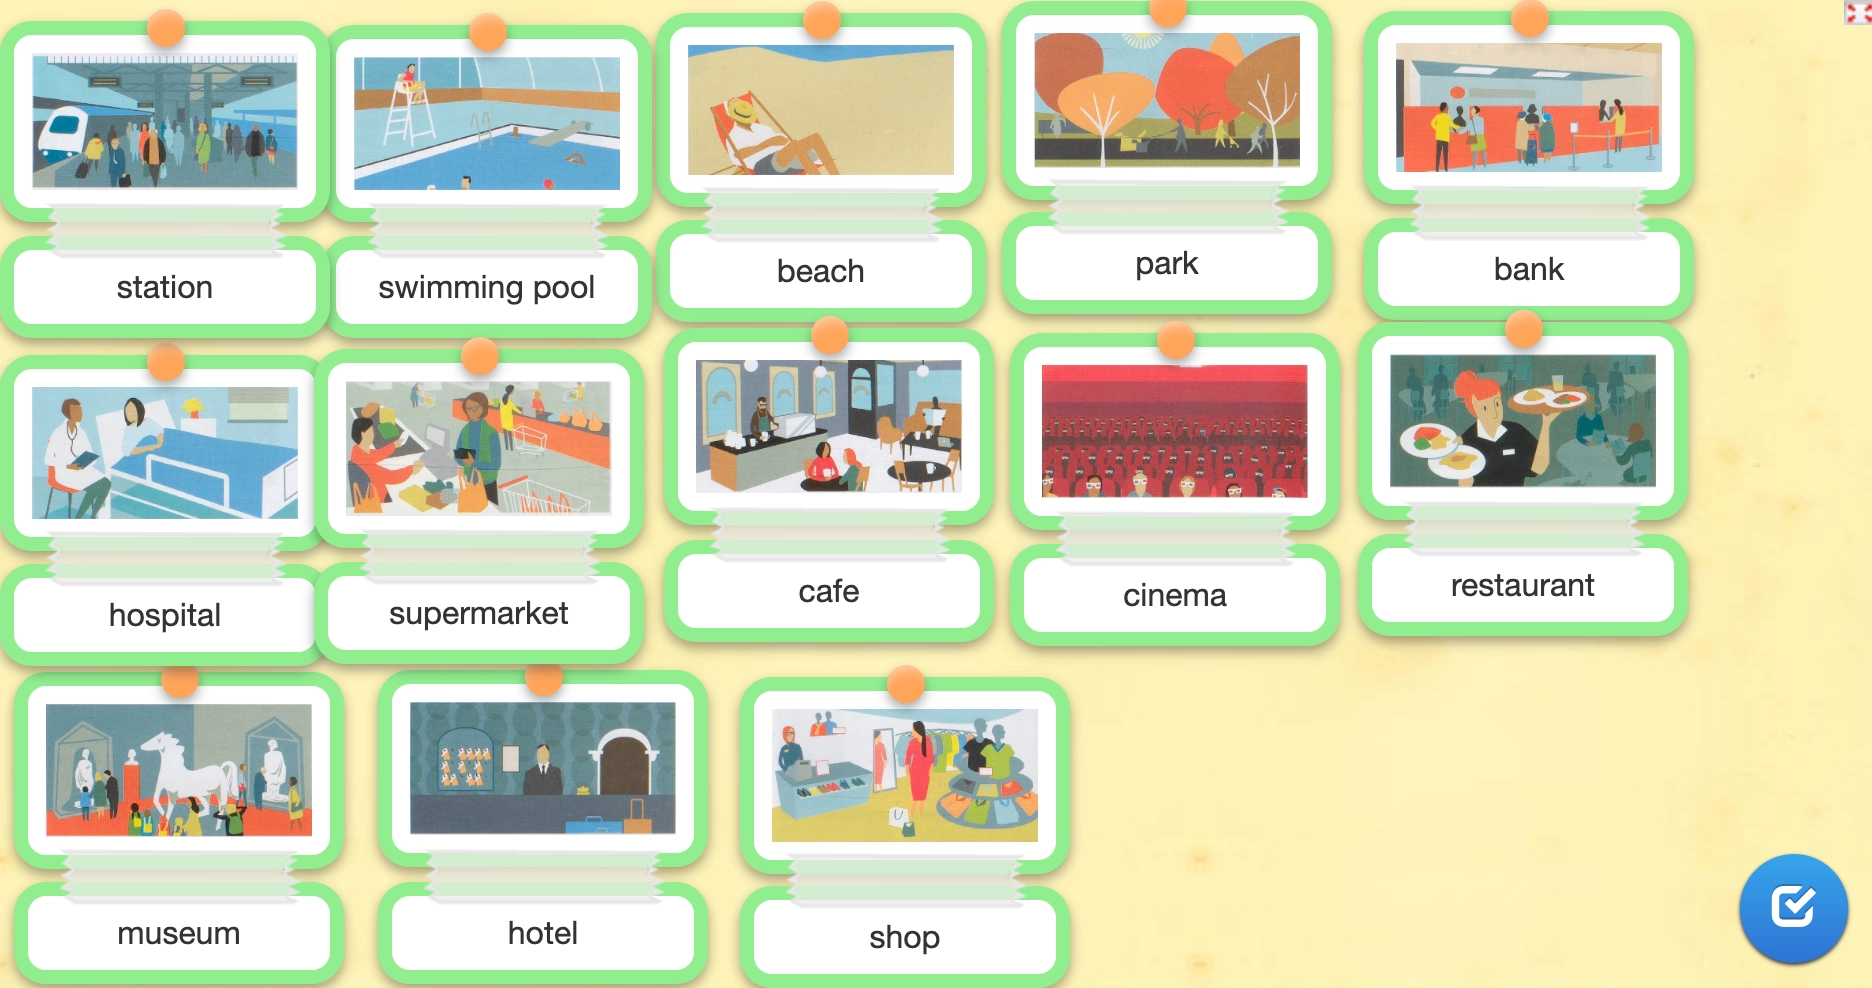 station
swimming pool
beach
park
bank
hospital
supermarket
cafe
cinema
restaurant
museum
hotel
shop